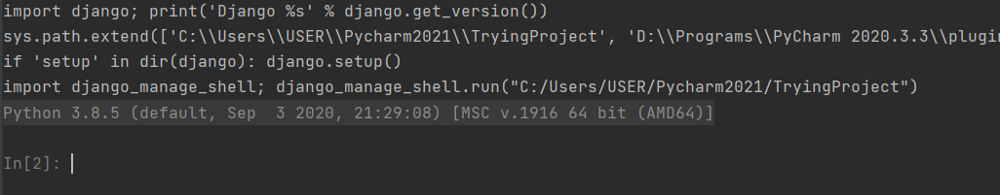 import django; print('Django %s' % django.get_version())
sys.path.extend(['C:\\Users\\USER\\Pycharm2021\\TryingProject', 'D:\\Programs\\PyCharm 2020.3.3\\plugin
if 'setup' in dir(django): django.setup()
import django_manage_shell; django_manage_shell.run("C:/Users/USER/Pycharm2021/TryingProject")
Python 3.8.5 (default, Sep  3 2020, 21:29:08) [MSC v.1916 64 bit (AMD64)]
In[2]: